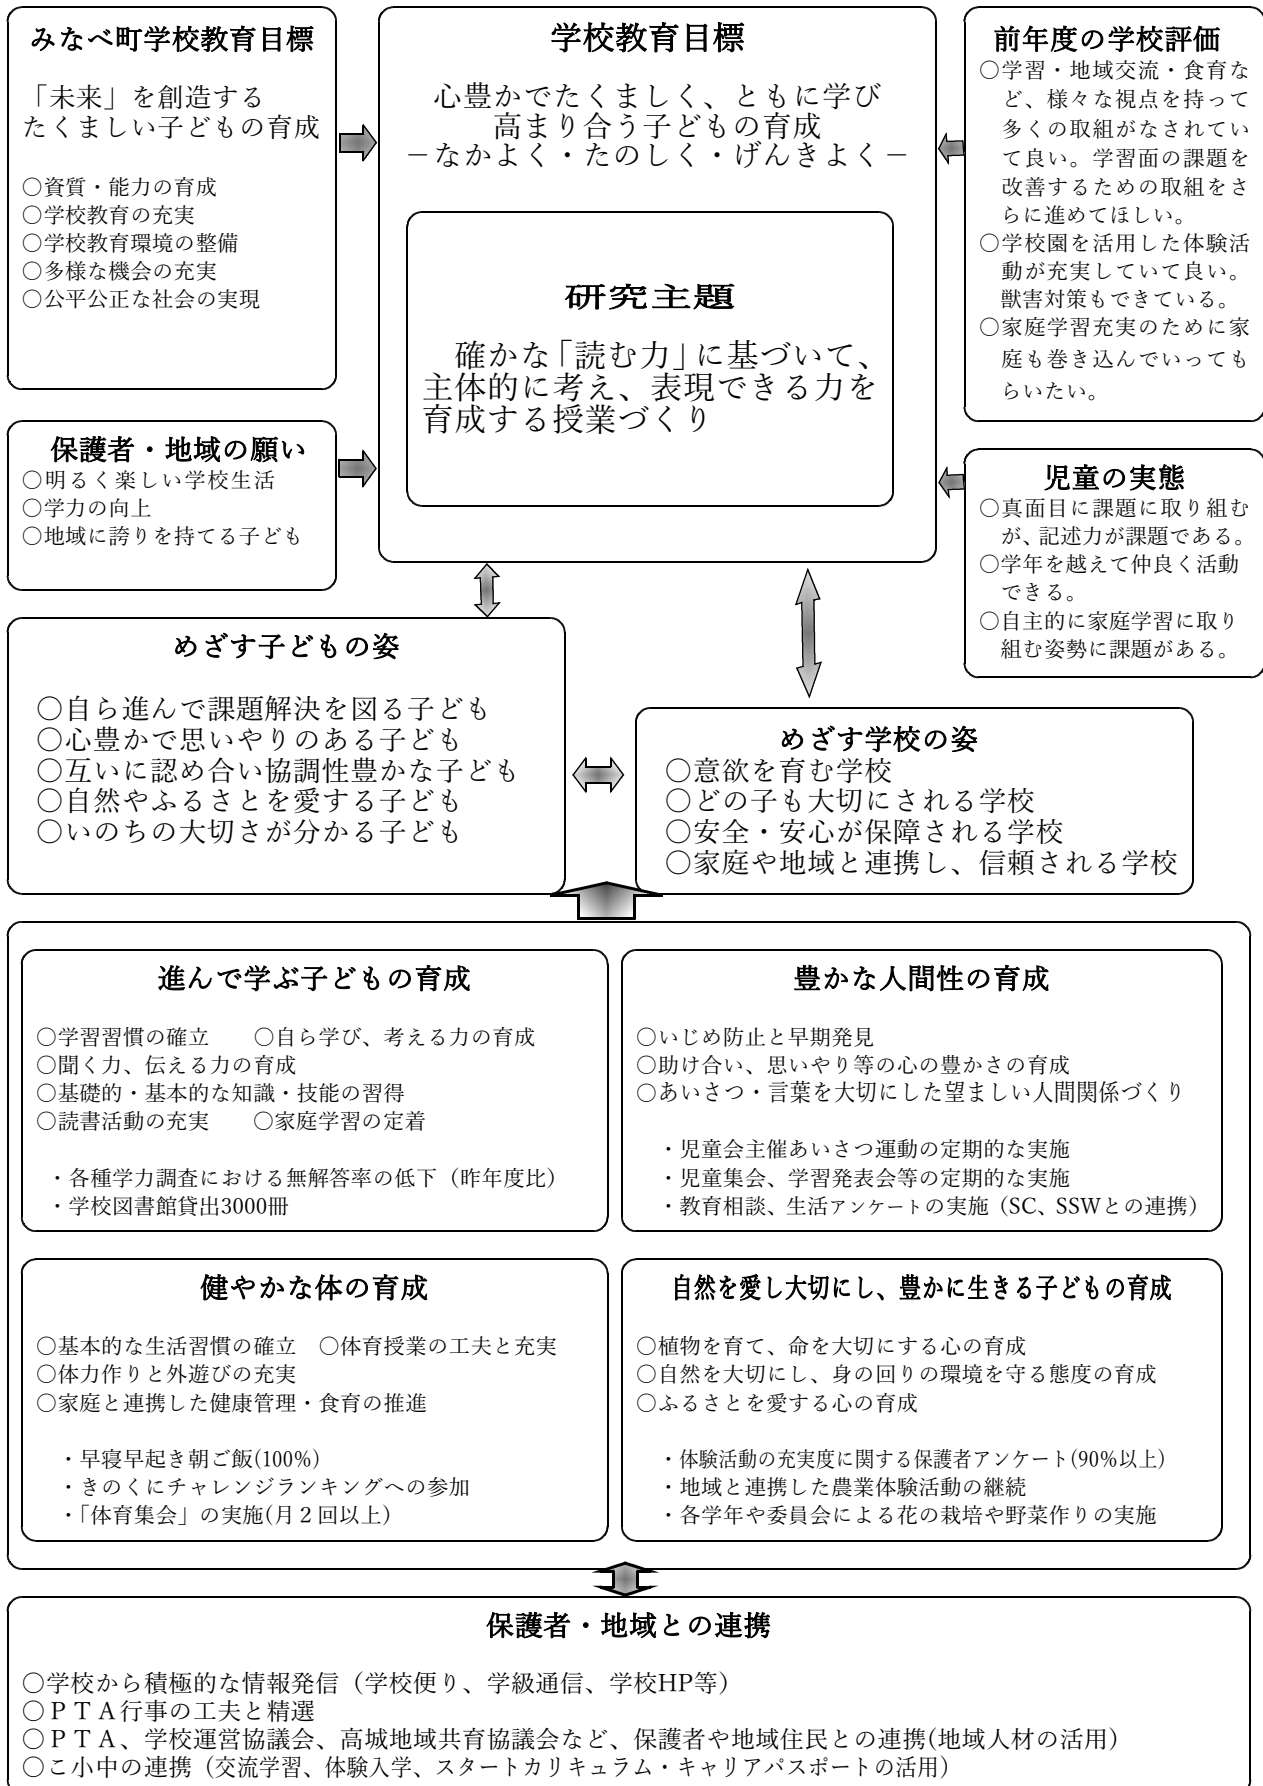 みなべ町学校教育目標
「未来」を創造する
たくましい子どもの育成
○資質・能力の育成
○学校教育の充実
○学校教育環境の整備
○多様な機会の充実
○公平公正な社会の実現
学校教育目標
心豊かでたくましく、ともに学び
高まり合う子どもの育成
－なかよく・たのしく・げんきよく－
研究主題
確かな「読む力」に基づいて、
主体的に考え、表現できる力を
育成する授業づくり
前年度の学校評価
○学習・地域交流・食育な
ど、様々な視点を持って
多くの取組がなされてい
て良い。学習面の課題を
改善するための取組をさ
らに進めてほしい。
○学校園を活用した体験活
動が充実していて良い。
獣害対策もできている。
○家庭学習充実のために家
庭も巻き込んでいっても
らいたい。
保護者・地域の願い
○明るく楽しい学校生活
○学力の向上
○地域に誇りを持てる子ども
児童の実態
○真面目に課題に取り組む
が、記述力が課題である。
○学年を越えて仲良く活動
できる。
○自主的に家庭学習に取り
組む姿勢に課題がある。
めざす子どもの姿
○自ら進んで課題解決を図る子ども
○心豊かで思いやりのある子ども
○互いに認め合い協調性豊かな子ども
○自然やふるさとを愛する子ども
○いのちの大切さが分かる子ども
めざす学校の姿
○意欲を育む学校
○どの子も大切にされる学校
○安全・安心が保障される学校
○家庭や地域と連携し、信頼される学校
進んで学ぶ子どもの育成
○学習習慣の確立　　○自ら学び、考える力の育成
○聞く力、伝える力の育成
○基礎的・基本的な知識・技能の習得
○読書活動の充実　　○家庭学習の定着
・各種学力調査における無解答率の低下（昨年度比）
・学校図書館貸出3000冊
豊かな人間性の育成
○いじめ防止と早期発見
○助け合い、思いやり等の心の豊かさの育成
○あいさつ・言葉を大切にした望ましい人間関係づくり
・児童会主催あいさつ運動の定期的な実施
・児童集会、学習発表会等の定期的な実施
・教育相談、生活アンケートの実施（SC、SSWとの連携）
健やかな体の育成
○基本的な生活習慣の確立　○体育授業の工夫と充実
○体力作りと外遊びの充実
○家庭と連携した健康管理・食育の推進
・早寝早起き朝ご飯(100%)
・きのくにチャレンジランキングへの参加
・「体育集会」の実施(月２回以上)
自然を愛し大切にし、豊かに生きる子どもの育成
○植物を育て、命を大切にする心の育成
○自然を大切にし、身の回りの環境を守る態度の育成
○ふるさとを愛する心の育成
・体験活動の充実度に関する保護者アンケート(90%以上)
・地域と連携した農業体験活動の継続
・各学年や委員会による花の栽培や野菜作りの実施
保護者・地域との連携
○学校から積極的な情報発信（学校便り、学級通信、学校HP等）
○ＰＴＡ行事の工夫と精選
○ＰＴＡ、学校運営協議会、高城地域共育協議会など、保護者や地域住民との連携(地域人材の活用)
○こ小中の連携（交流学習、体験入学、スタートカリキュラム・キャリアパスポートの活用）